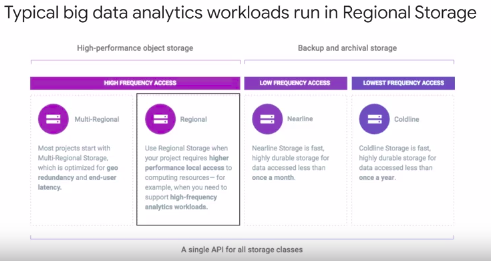 Typical big data analytics workloads run in Regional Storage
High-performance object storage
Backup and archival storage
HIGH FREQUENCY ACCESS
LOW FREQUENCY ACCESS
LOWEST FREQUENCY ACCESS
Multi-Regional
Most projects start with
Multi-Regional Storage,
which is optimized for geo
redundancy and end-user
latency.
Regional
Use Regional Storage when
your project requires higher
performance local access to
computing resources— for
example, when you need to
support high-frequency
analytics workloads.
Nearline
Nearline Storage is fast,
highly durable storage for
data accessed less than
once a month.
Coldline
Coldline Storage is fast,
highly durable storage for
data accessed less than
once a year.
A single API for all storage classes